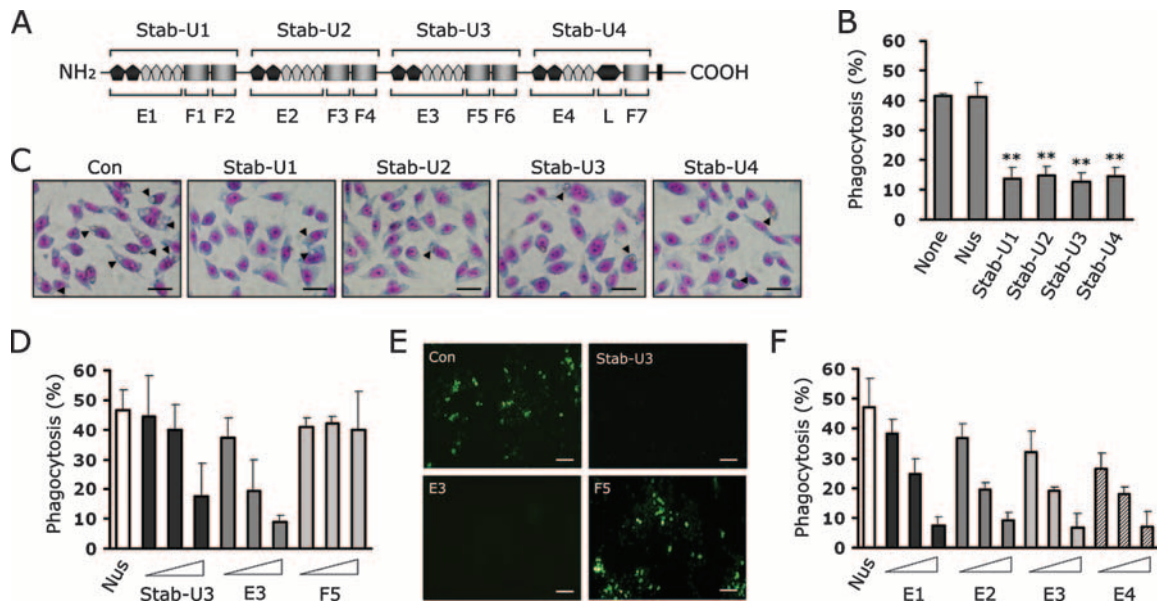 A
Stab-U1 Stab-U2 Stab-U3 Stab-U4
NH₂ COOH
E1 F1 F2 E2 F3 F4 E3 F5 F6 E4 L F7
B
Phagocytosis (%)
60
50
40
30
20
10
0
** ** ** **
None Nus Stab-U1 Stab-U2 Stab-U3 Stab-U4
C
Con Stab-U1 Stab-U2 Stab-U3 Stab-U4
D
Phagocytosis (%)
60
50
40
30
20
10
0
Nus Stab-U3 E3 F5
E
Con Stab-U3
E3 F5
F
Phagocytosis (%)
60
50
40
30
20
10
0
Nus E1 E2 E3 E4